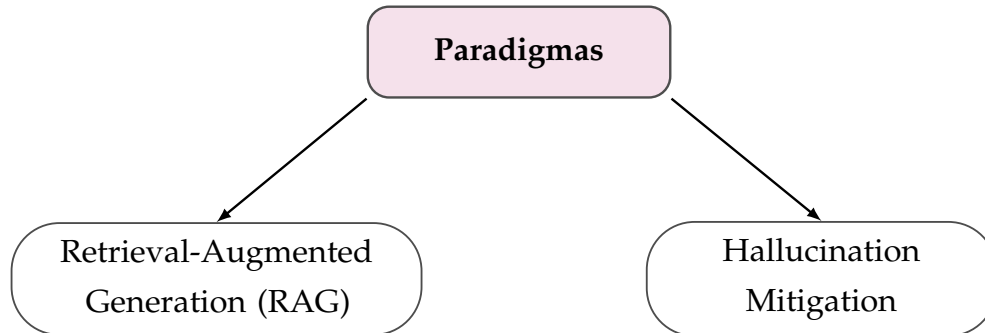 Paradigmas
Retrieval-Augmented
Generation (RAG)
Hallucination
Mitigation